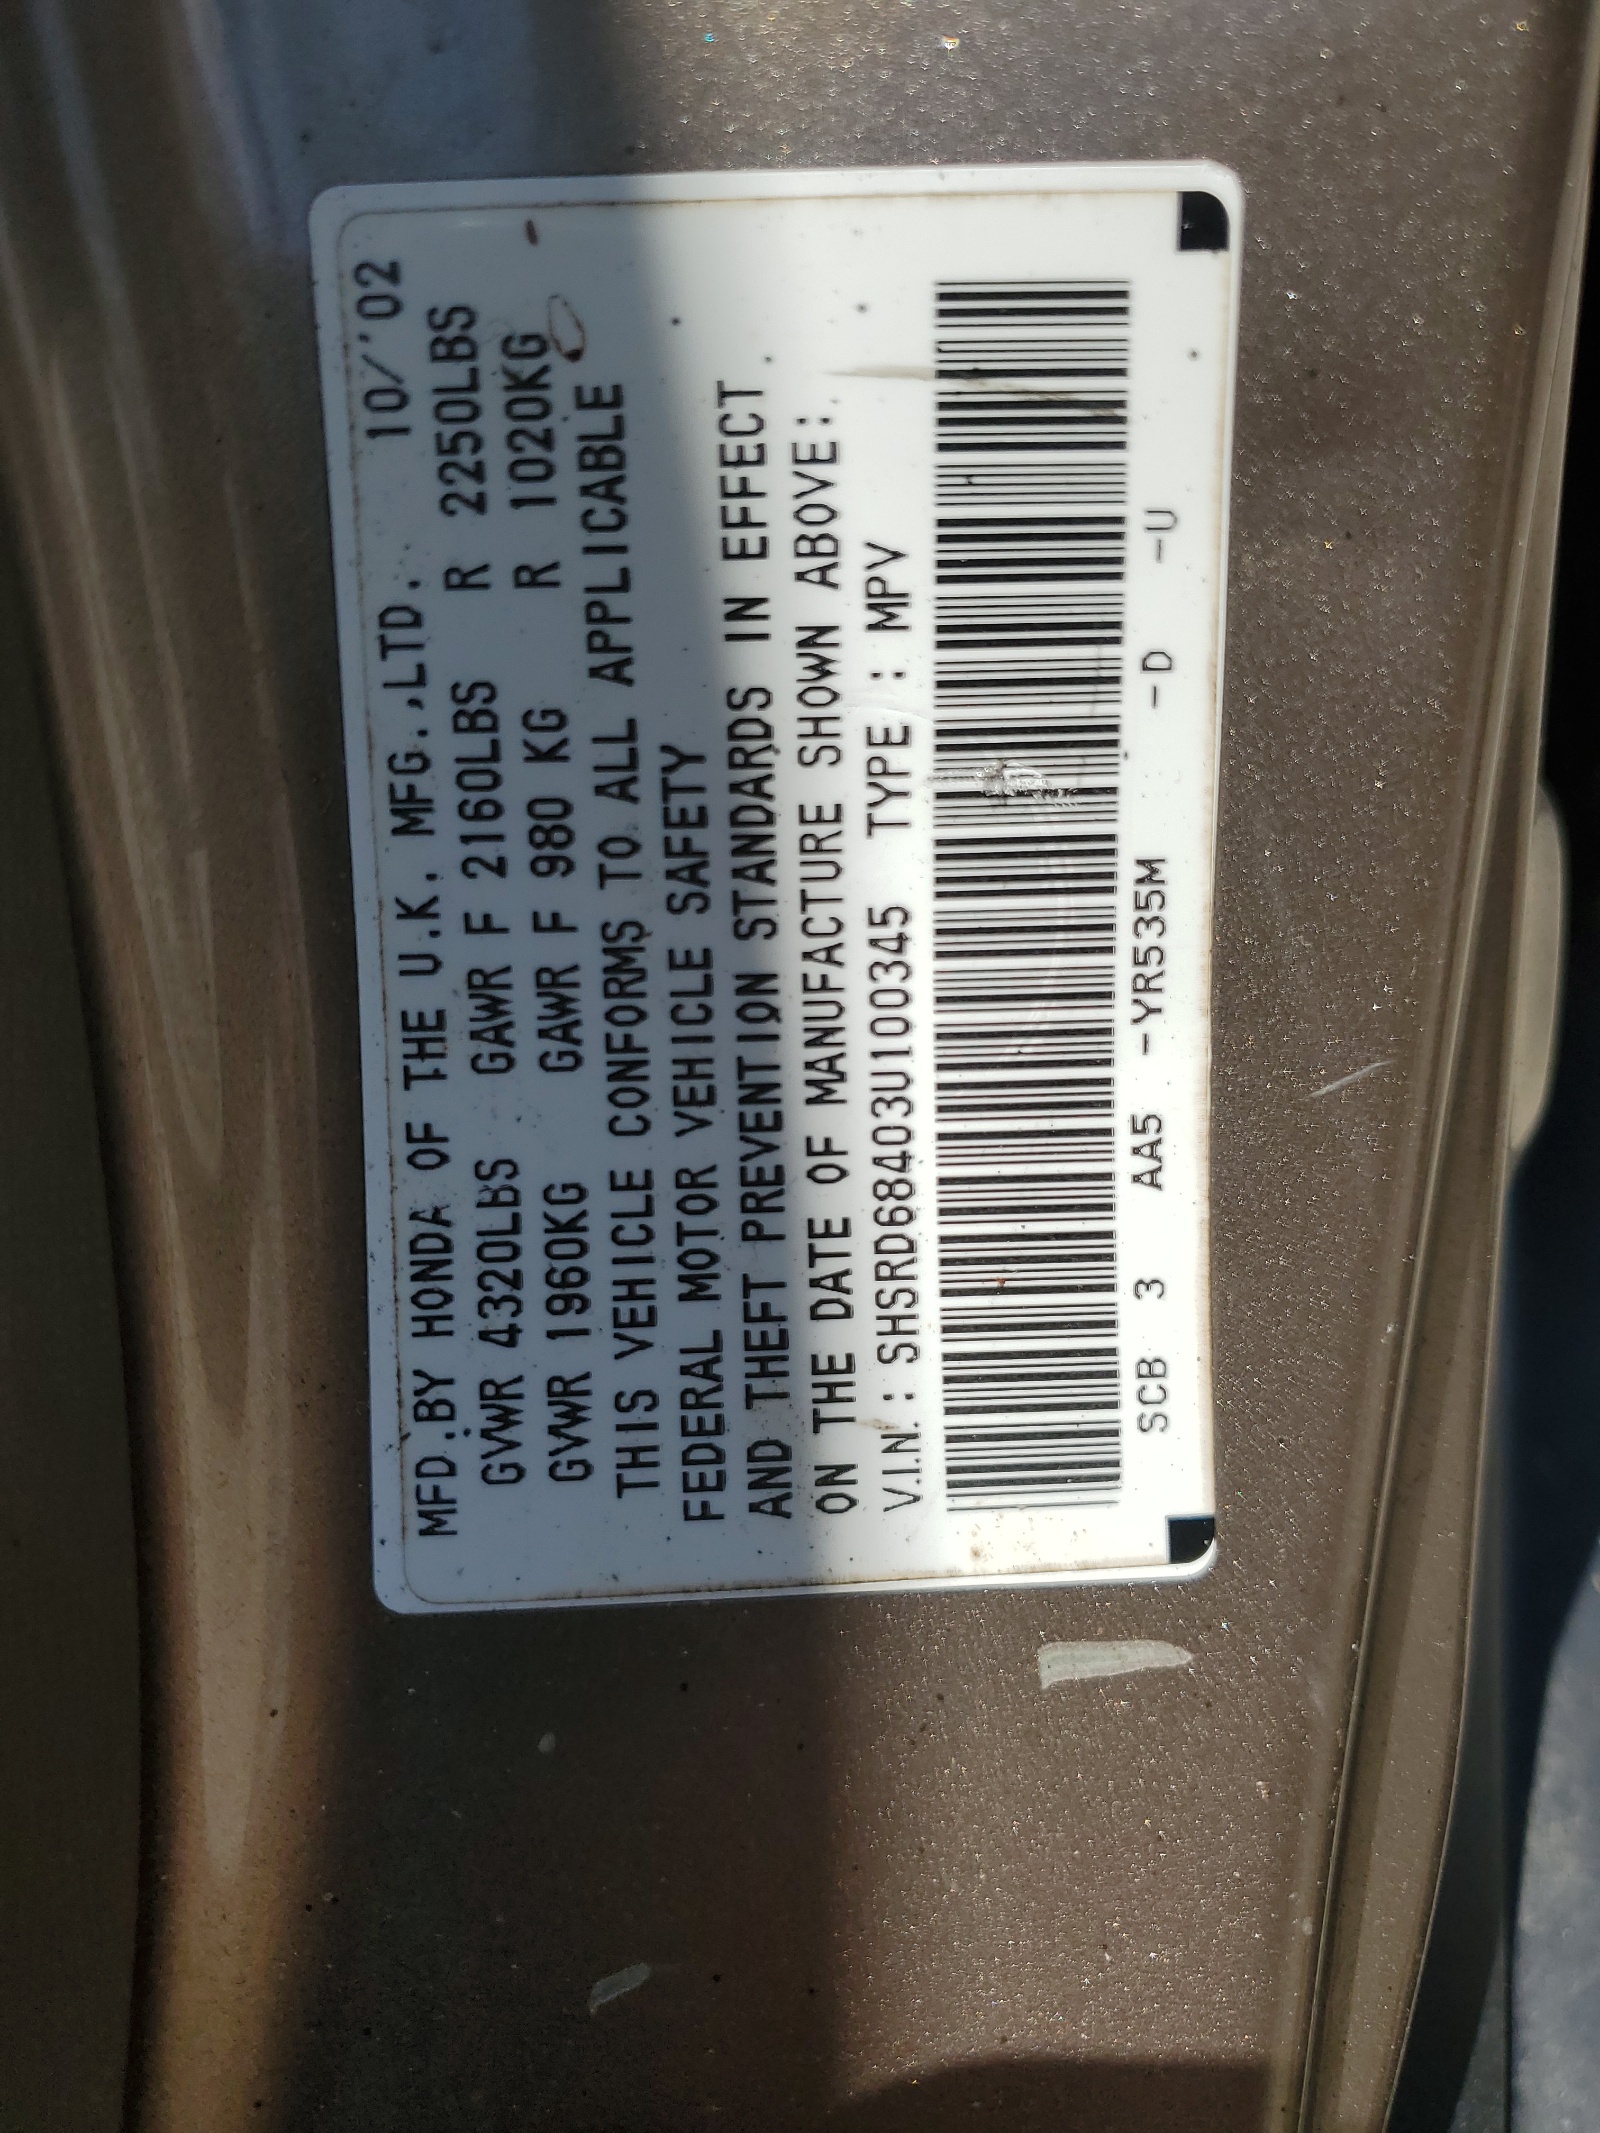 MFD.BY HONDA OF THE U.K. MFG.,LTD. 10/'02
GVWR 4320LBS GAWR F 2160LBS R 2250LBS
GVWR 1960KG GAWR F 980 KG R 1020KG
THIS VEHICLE CONFORMS TO ALL APPLICABLE
FEDERAL MOTOR VEHICLE SAFETY
AND THEFT PREVENTION STANDARDS IN EFFECT
ON THE DATE OF MANUFACTURE SHOWN ABOVE:
V.I.N.: SHSRD68403U100345 TYPE : MPV
SCB 3 AA5 -YR535M -D -U